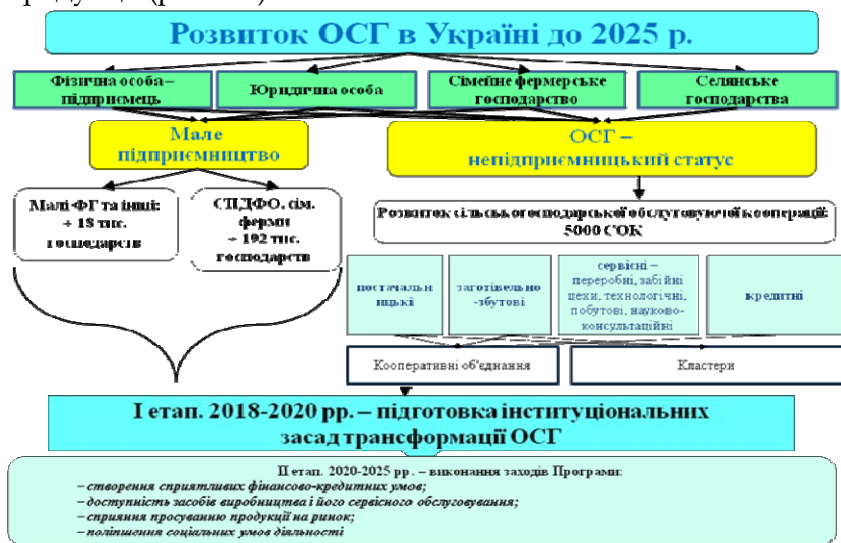 Розвиток ОСГ в Україні до 2025 р.
Фізична особа –
підприємець
Юридична особа
Сімейне фермерське
господарство
Селянське
господарства
Мале
підприємництво
ОСГ –
непідприємницький статус
Малі ФГ та інші:
+ 18 тис.
господарств
СПДФО, сім.
ферми
– 192 тис.
господарств
Розвиток сільськогосподарської обслуговуючої кооперації:
5000 СОК
постачальн
ицькі
заготівельно
-збутові
сервісні –
переробні, забійні
цехи, технологічні,
побутові, науково-
консультаційні
кредитні
Кооперативні об'єднання
Кластери
І етап. 2018-2020 рр. – підготовка інституціональних
засад трансформації ОСГ
ІІ етап. 2020-2025 рр. – виконання заходів Програми:
– створення сприятливих фінансово-кредитних умов;
– доступність засобів виробництва і його сервісного обслуговування;
– сприяння просуванню продукції на ринок;
– поліпшення соціальних умов діяльності